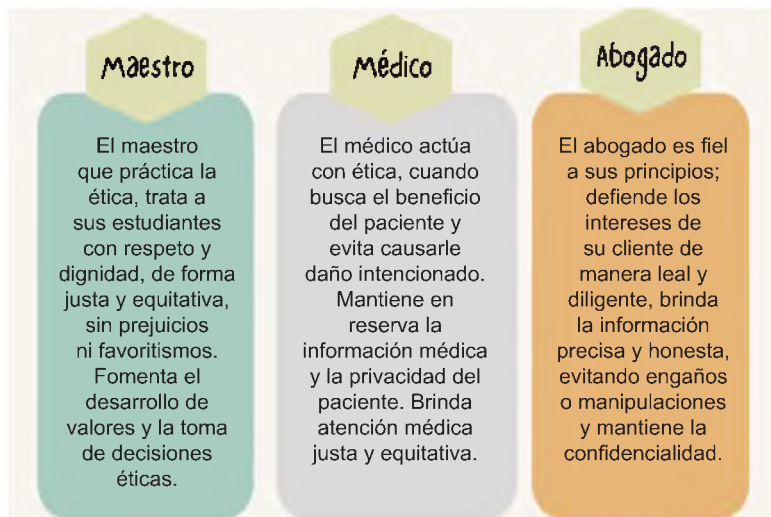 Maestro
El maestro
que práctica la
ética, trata a
sus estudiantes
con respeto y
dignidad, de forma
justa y equitativa,
sin prejuicios
ni favoritismos.
Fomenta el
desarrollo de
valores y la toma
de decisiones
éticas.
Médico
El médico actúa
con ética, cuando
busca el beneficio
del paciente y
evita causarle
daño intencionado.
Mantiene en
reserva la
información médica
y la privacidad del
paciente. Brinda
atención médica
justa y equitativa.
Abogado
El abogado es fiel
a sus principios;
defiende los
intereses de
su cliente de
manera leal y
diligente, brinda
la información
precisa y honesta,
evitando engaños
o manipulaciones
y mantiene la
confidencialidad.